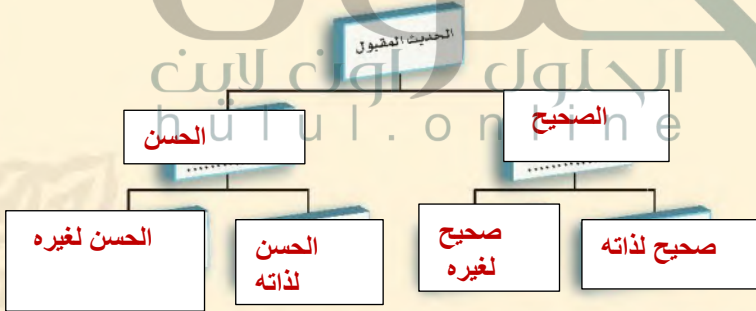 الحديث المقبول
الحلول اون لاين
hulul.online
الصحيح
الحسن
..............
..............
صحيح لذاته
صحيح
لغيره
الحسن
لذاته
الحسن لغيره